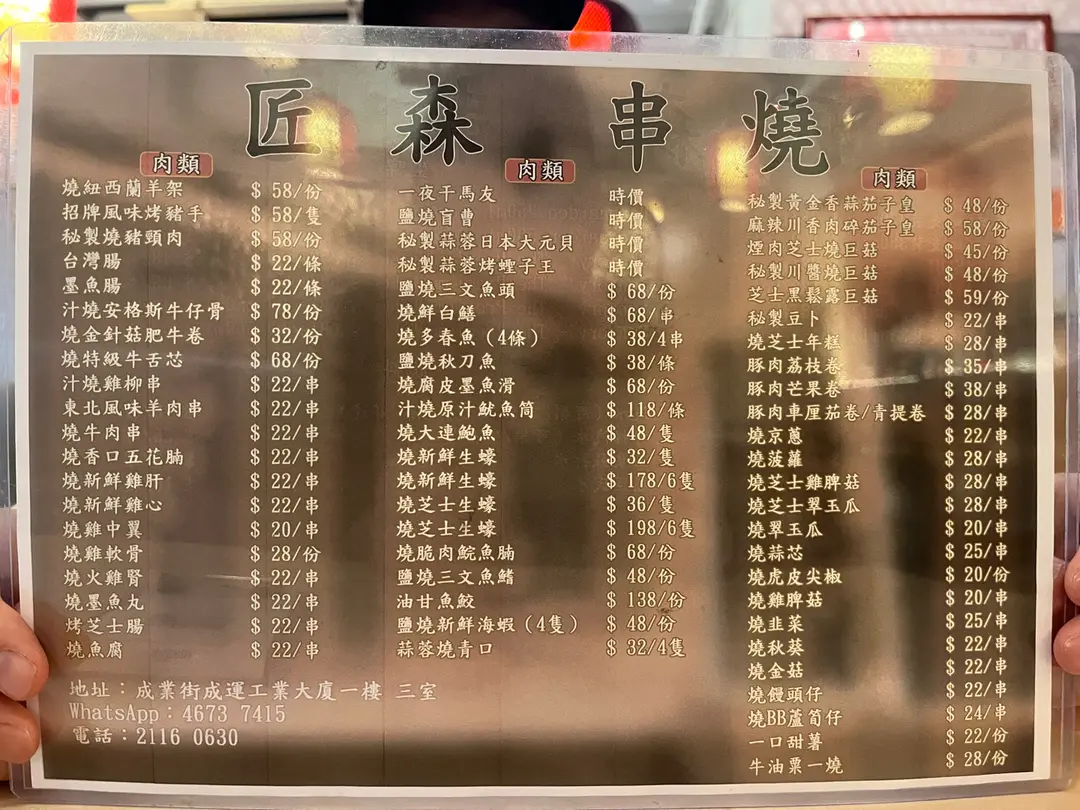 匠森串燒
肉類
燒紐西蘭羊架 $ 58/份
招牌風味烤豬手 $ 58/隻
秘製燒豬頸肉 $ 58/份
台灣腸 $ 22/條
墨魚腸 $ 22/條
汁燒安格斯牛仔骨 $ 78/份
燒金針菇肥牛卷 $ 32/份
燒特級牛舌芯 $ 68/份
汁燒雞柳串 $ 22/串
東北風味羊肉串 $ 22/串
燒牛肉串 $ 22/串
燒香口五花腩 $ 22/串
燒新鮮雞肝 $ 22/串
燒新鮮雞心 $ 22/串
燒雞中翼 $ 20/串
燒雞軟骨 $ 28/份
燒火雞腎 $ 22/串
燒墨魚丸 $ 22/串
烤芝士腸 $ 22/串
燒魚腐 $ 22/串
地址：成業街成運工業大廈一樓 三室
WhatsApp：4673 7415
電話：2116 0630
肉類
一夜干馬友 時價
鹽燒盲曹 時價
秘製蒜蓉日本大元貝 時價
秘製蒜蓉烤蟶子王 時價
鹽燒三文魚頭 $ 68/份
燒鮮白鱔 $ 68/串
燒多春魚（4條） $ 38/4串
鹽燒秋刀魚 $ 38/條
燒腐皮墨魚滑 $ 68/份
汁燒原汁魷魚筒 $ 118/條
燒大連鮑魚 $ 48/隻
燒新鮮生蠔 $ 32/隻
燒新鮮生蠔 $ 178/6隻
燒芝士生蠔 $ 36/隻
燒芝士生蠔 $ 198/6隻
燒脆肉鯇魚腩 $ 68/份
鹽燒三文魚鰭 $ 48/份
油甘魚鮫 $ 138/份
鹽燒新鮮海蝦（4隻） $ 48/份
蒜蓉燒青口 $ 32/4隻
肉類
秘製黃金香蒜茄子皇 $ 48/份
麻辣川香肉碎茄子皇 $ 58/份
煙肉芝士燒巨菇 $ 45/份
秘製川醬燒巨菇 $ 48/份
芝士黑鬆露巨菇 $ 59/份
秘製豆卜 $ 22/串
燒芝士年糕 $ 28/串
豚肉荔枝卷 $ 35/串
豚肉芒果卷 $ 38/串
豚肉車厘茄卷/青提卷 $ 28/串
燒京蔥 $ 22/串
燒菠蘿 $ 28/串
燒芝士雞脾菇 $ 28/串
燒芝士翠玉瓜 $ 28/串
燒翠玉瓜 $ 20/串
燒蒜芯 $ 25/串
燒虎皮尖椒 $ 20/份
燒雞脾菇 $ 20/串
燒韭菜 $ 25/串
燒秋葵 $ 22/串
燒金菇 $ 22/串
燒饅頭仔 $ 22/串
燒BB蘆筍仔 $ 24/串
一口甜薯 $ 22/份
牛油粟一燒 $ 28/份